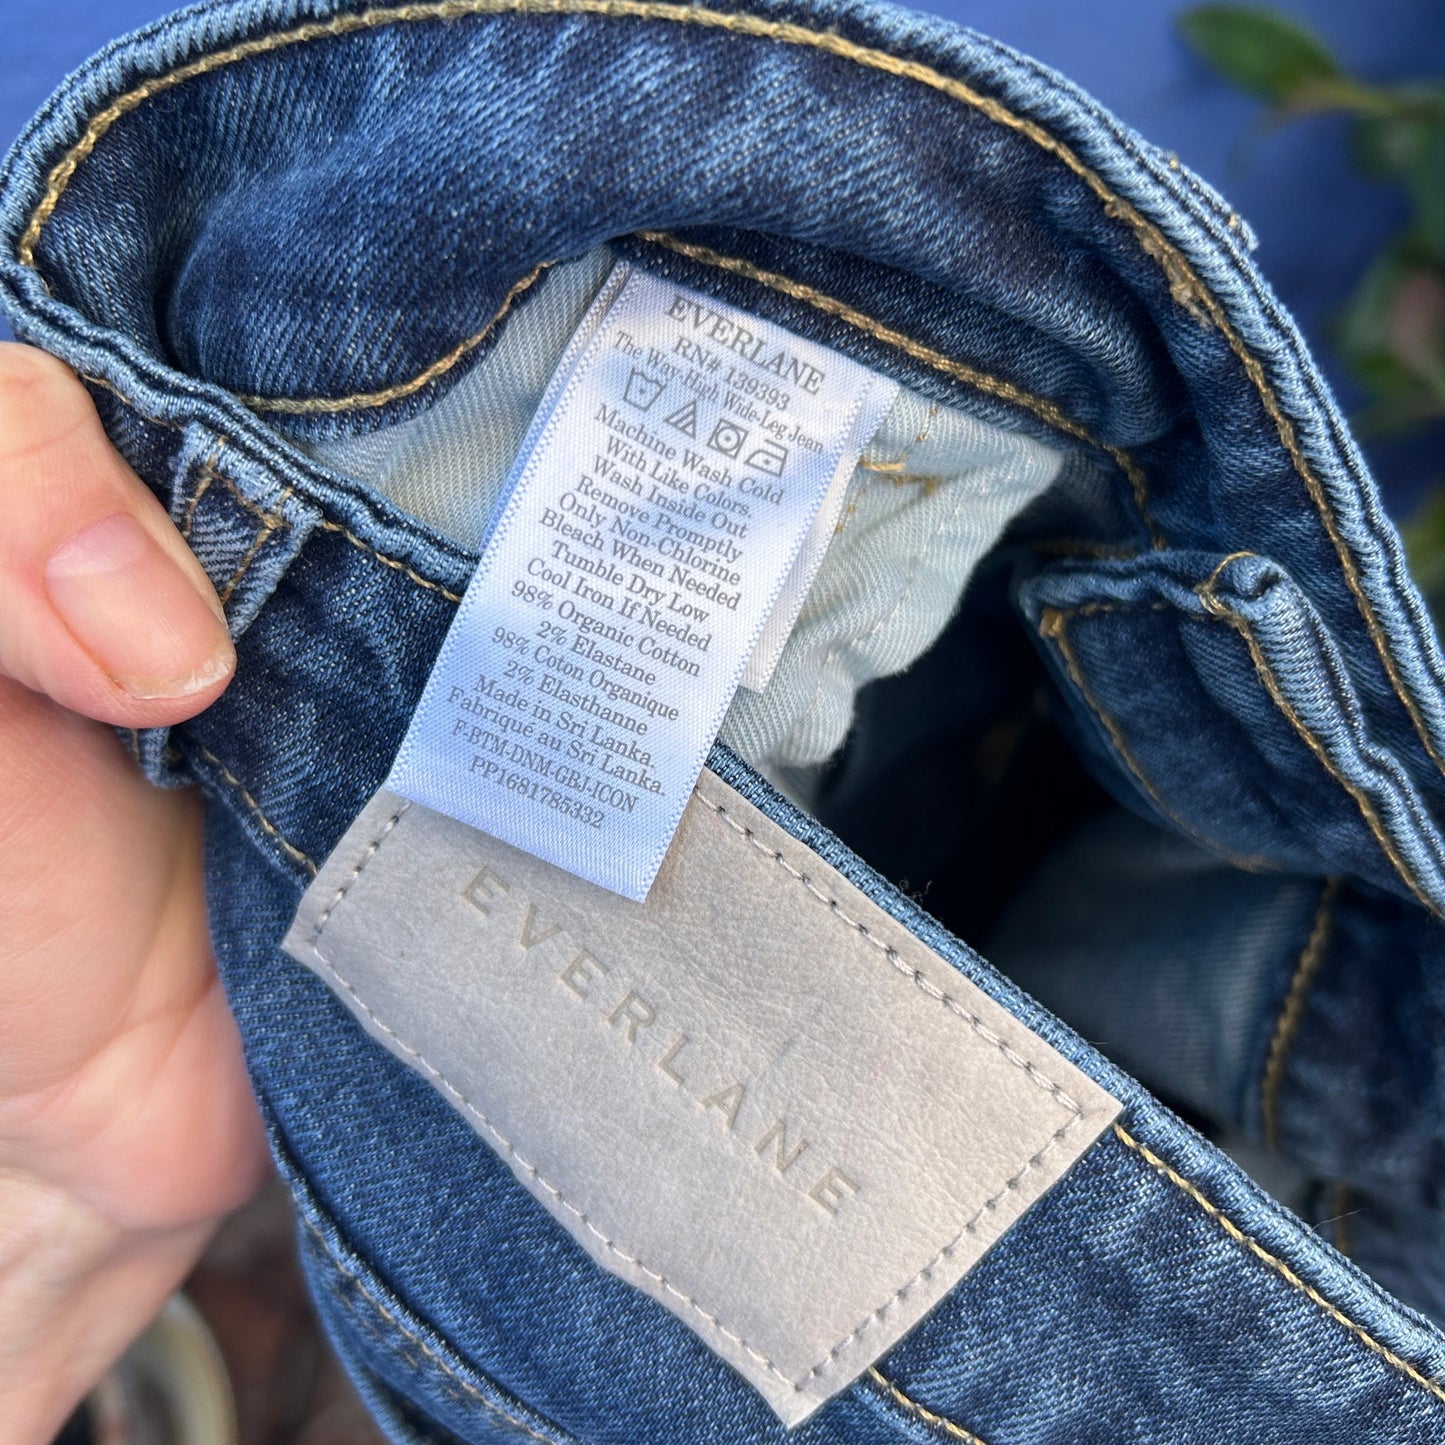 EVERLANE
RN# 139393
The Way-High Wide-Leg Jean
Machine Wash Cold
With Like Colors.
Wash Inside Out
Remove Promptly
Only Non-Chlorine
Bleach When Needed
Tumble Dry Low
Cool Iron If Needed
98% Organic Cotton
2% Elastane
98% Coton Organique
2% Elasthanne
Made in Sri Lanka
Fabriqué au Sri Lanka.
F-BTM-DNM-GBJ-ICON
PP1681785332
EVERLANE